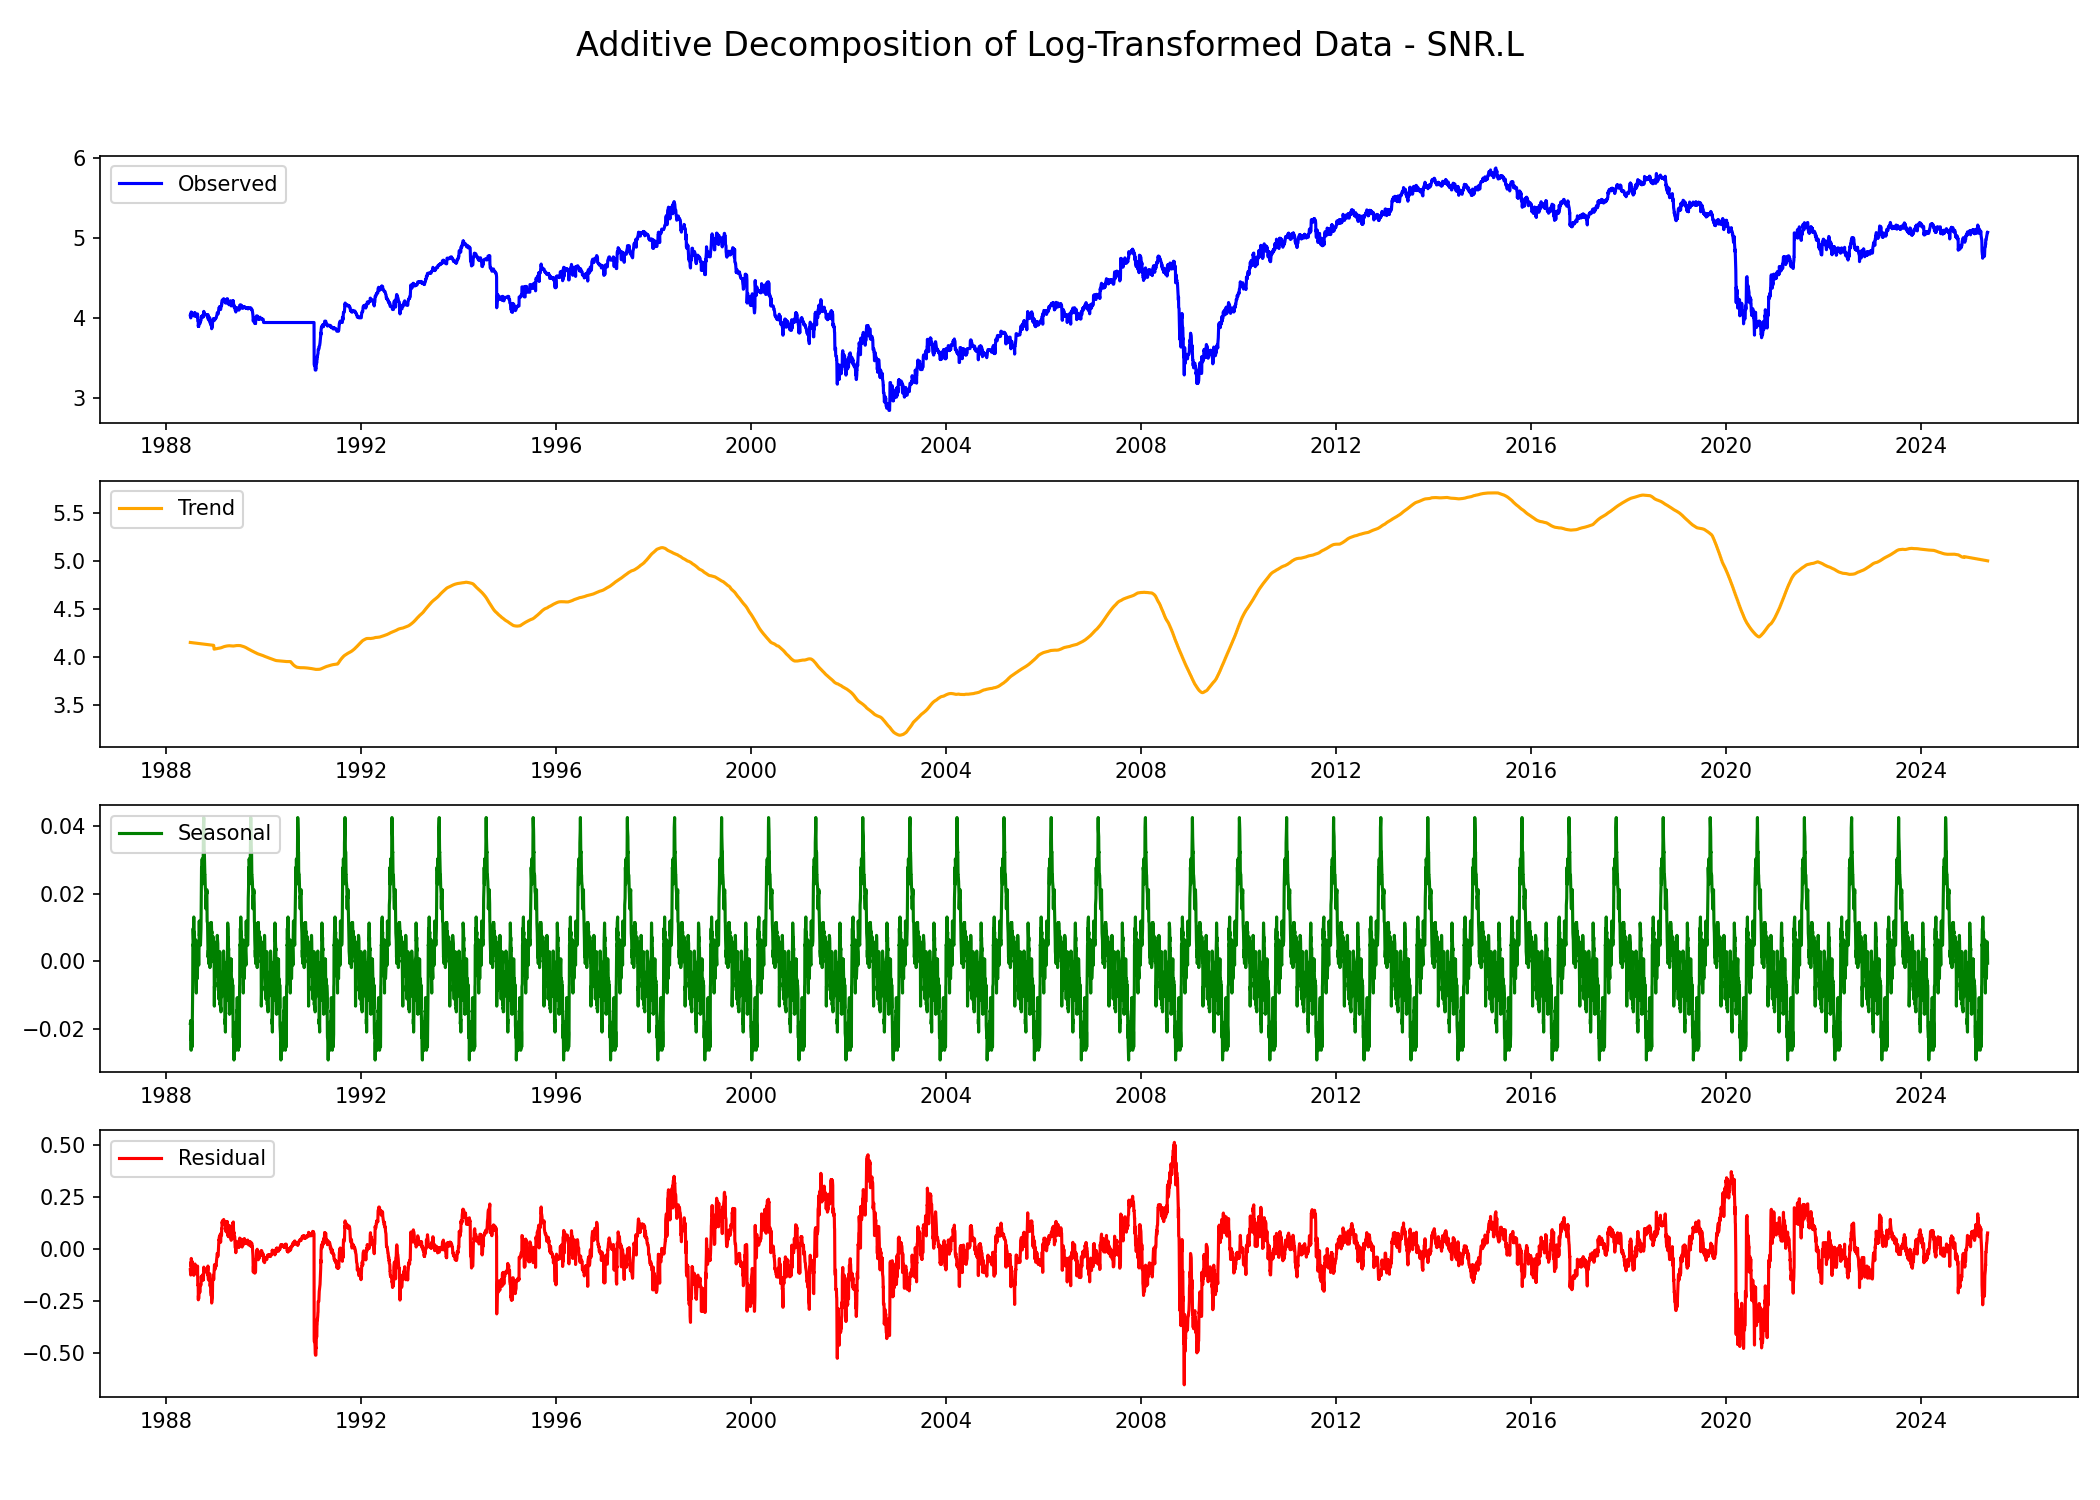 Additive Decomposition of Log-Transformed Data - SNR.L
6
Observed
5
4
3
1988 1992 1996 2000 2004 2008 2012 2016 2020 2024
Trend
5.5
5.0
4.5
4.0
3.5
1988 1992 1996 2000 2004 2008 2012 2016 2020 2024
0.04
Seasonal
0.02
0.00
−0.02
1988 1992 1996 2000 2004 2008 2012 2016 2020 2024
0.50
Residual
0.25
0.00
−0.25
−0.50
1988 1992 1996 2000 2004 2008 2012 2016 2020 2024